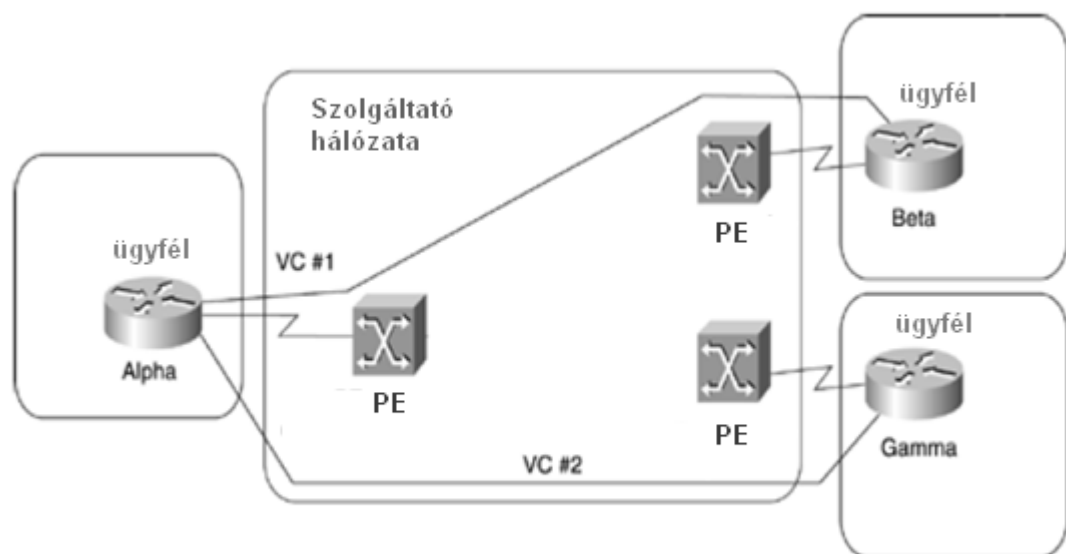 Szolgáltató
hálózata
ügyfél
Alpha
VC #1
PE
PE
PE
VC #2
ügyfél
Beta
ügyfél
Gamma